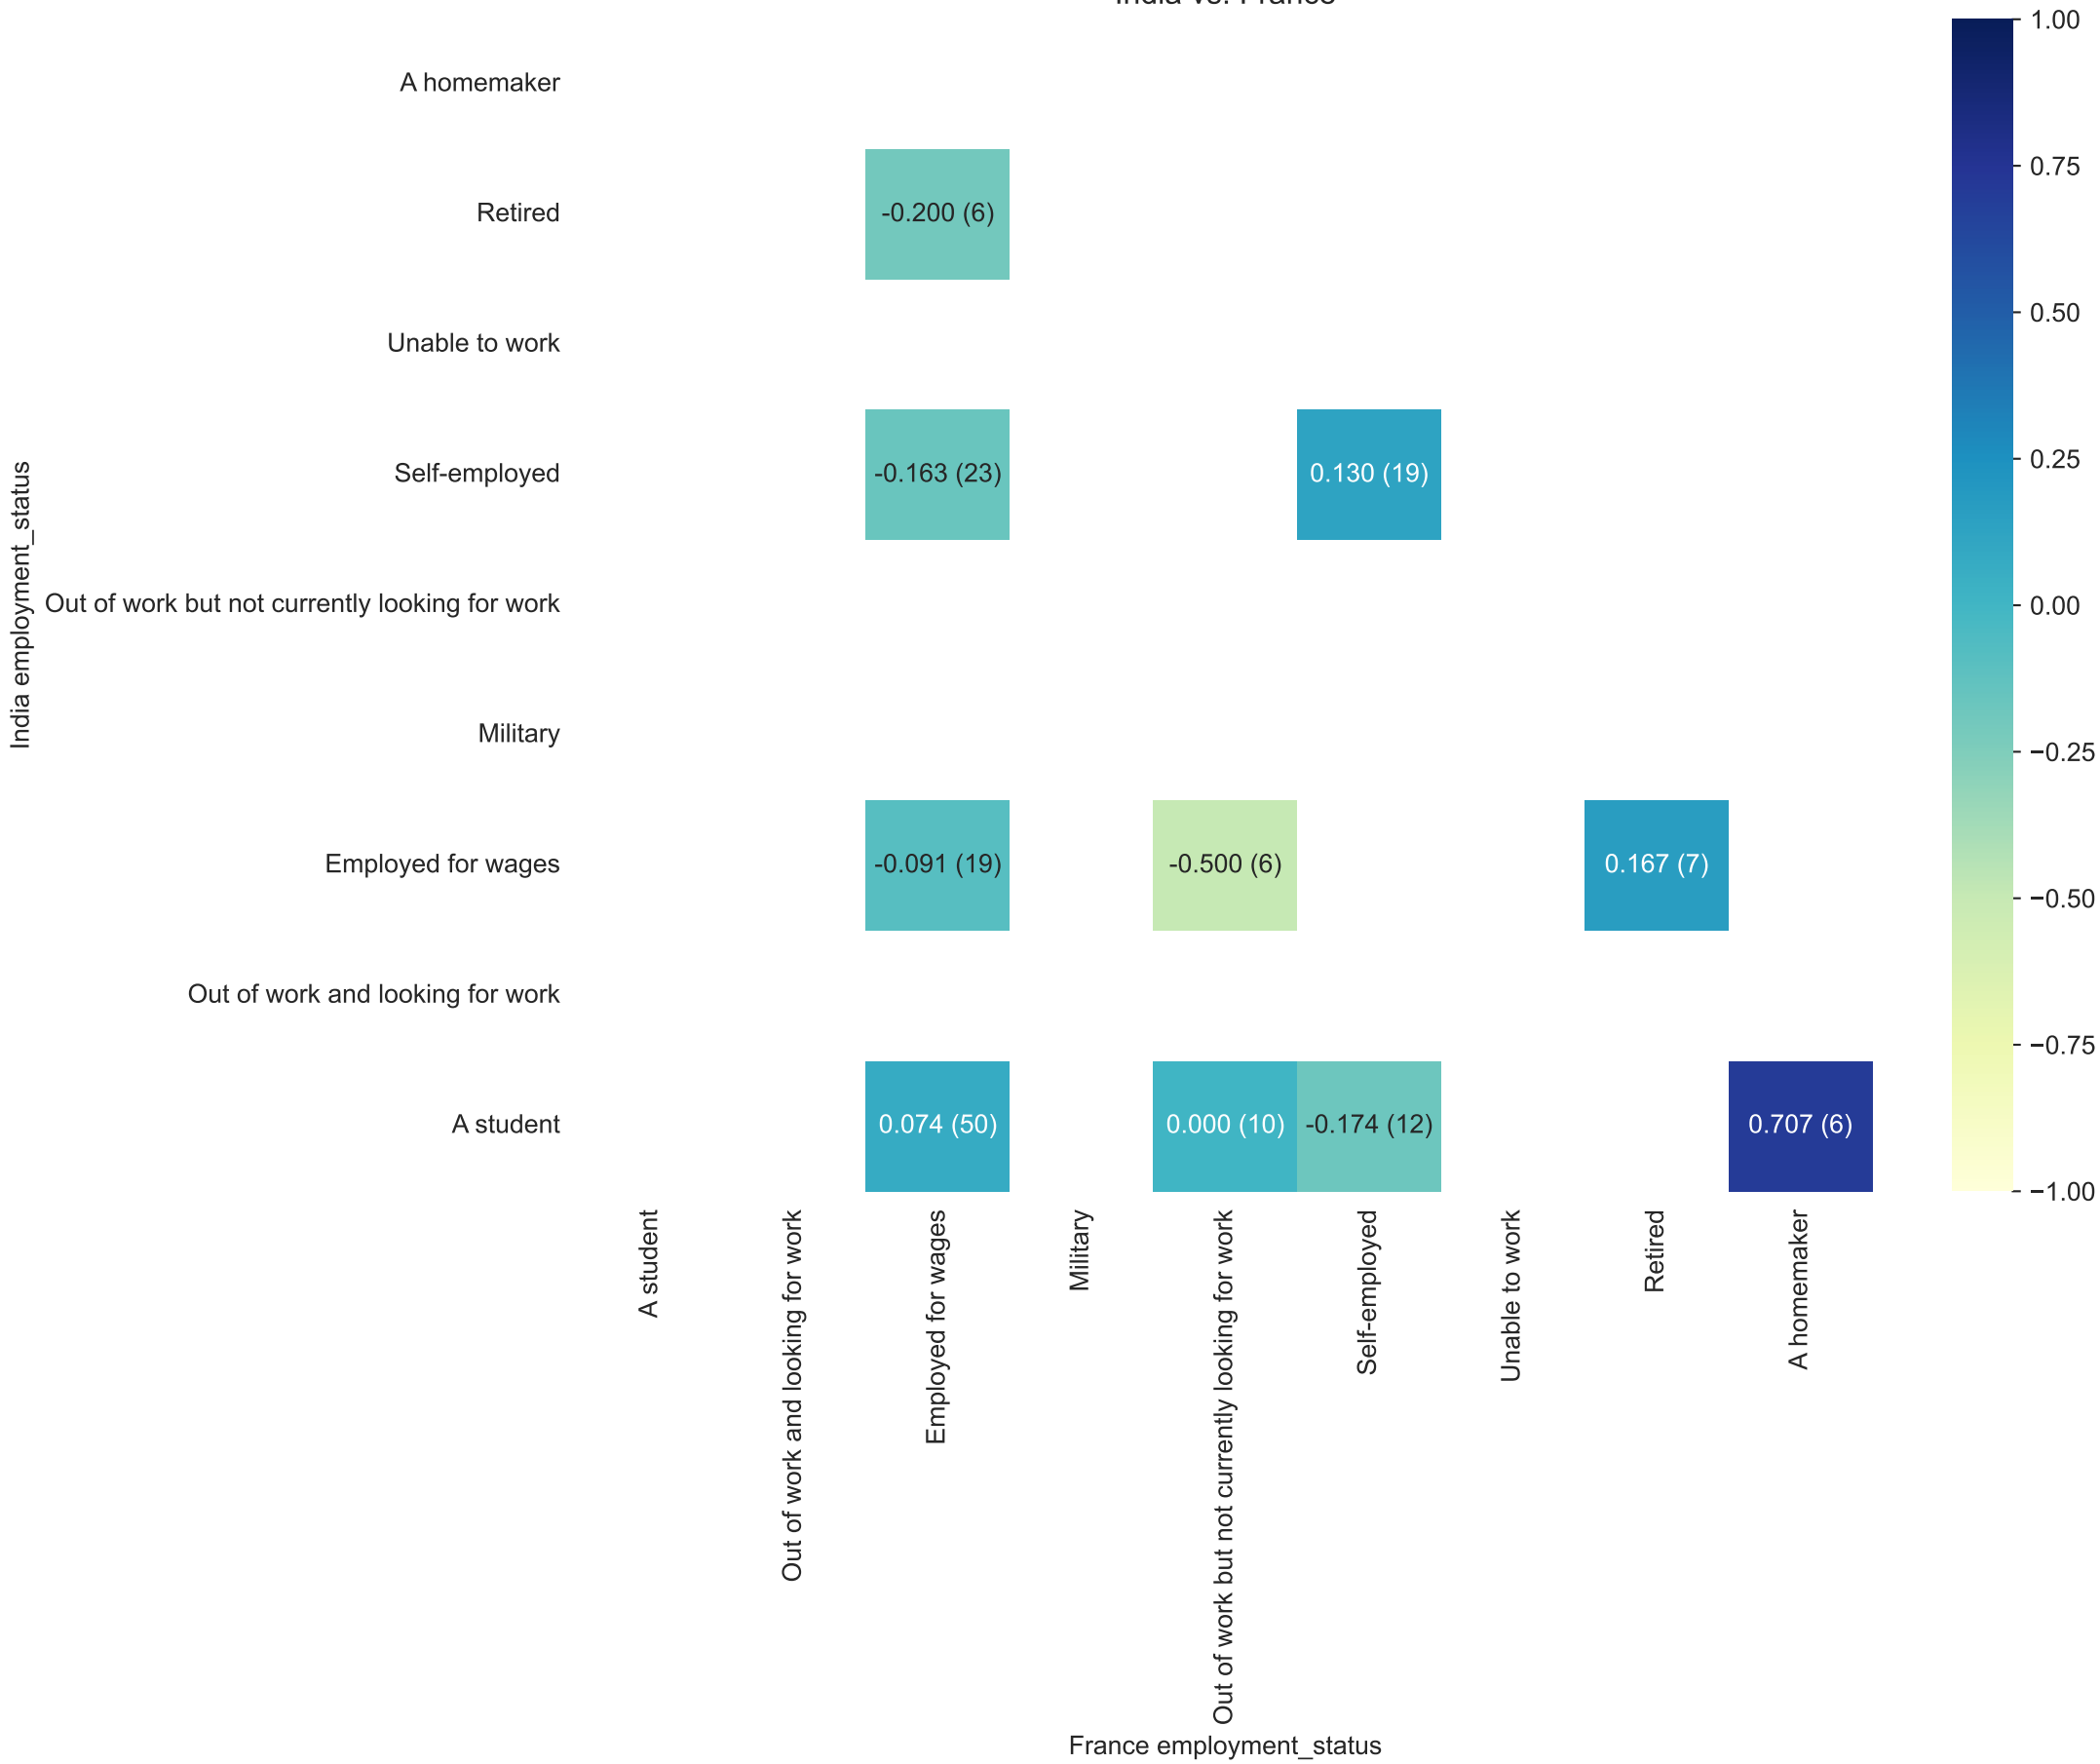 India vs. France
A homemaker
Retired
Unable to work
Self-employed
Out of work but not currently looking for work
Military
Employed for wages
Out of work and looking for work
A student
India employment_status
-0.200 (6)
-0.163 (23)
0.130 (19)
-0.091 (19)
-0.500 (6)
0.167 (7)
0.074 (50)
0.000 (10)
-0.174 (12)
0.707 (6)
A student
Out of work and looking for work
Employed for wages
Military
Out of work but not currently looking for work
Self-employed
Unable to work
Retired
A homemaker
France employment_status
1.00
0.75
0.50
0.25
0.00
−0.25
−0.50
−0.75
−1.00